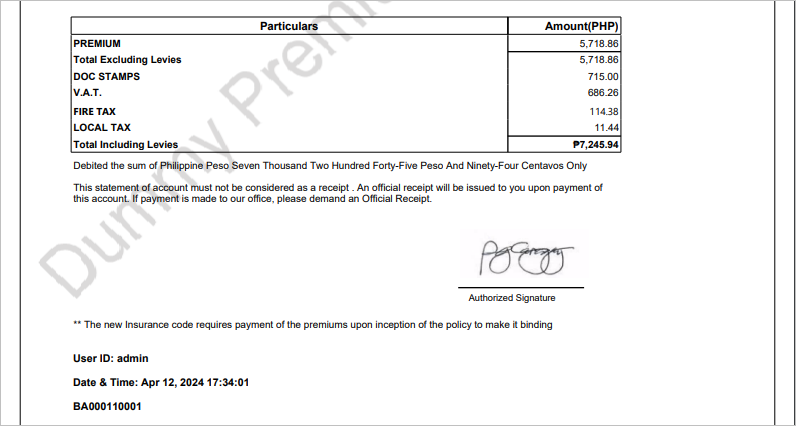 Particulars Amount(PHP)
PREMIUM 5,718.86
Total Excluding Levies 5,718.86
DOC STAMPS 715.00
V.A.T. 686.26
FIRE TAX 114.38
LOCAL TAX 11.44
Total Including Levies ₱7,245.94
Debited the sum of Philippine Peso Seven Thousand Two Hundred Forty-Five Peso And Ninety-Four Centavos Only
This statement of account must not be considered as a receipt . An official receipt will be issued to you upon payment of
this account. If payment is made to our office, please demand an Official Receipt.
Dummy Premi
Authorized Signature
** The new Insurance code requires payment of the premiums upon inception of the policy to make it binding
User ID: admin
Date & Time: Apr 12, 2024 17:34:01
BA000110001